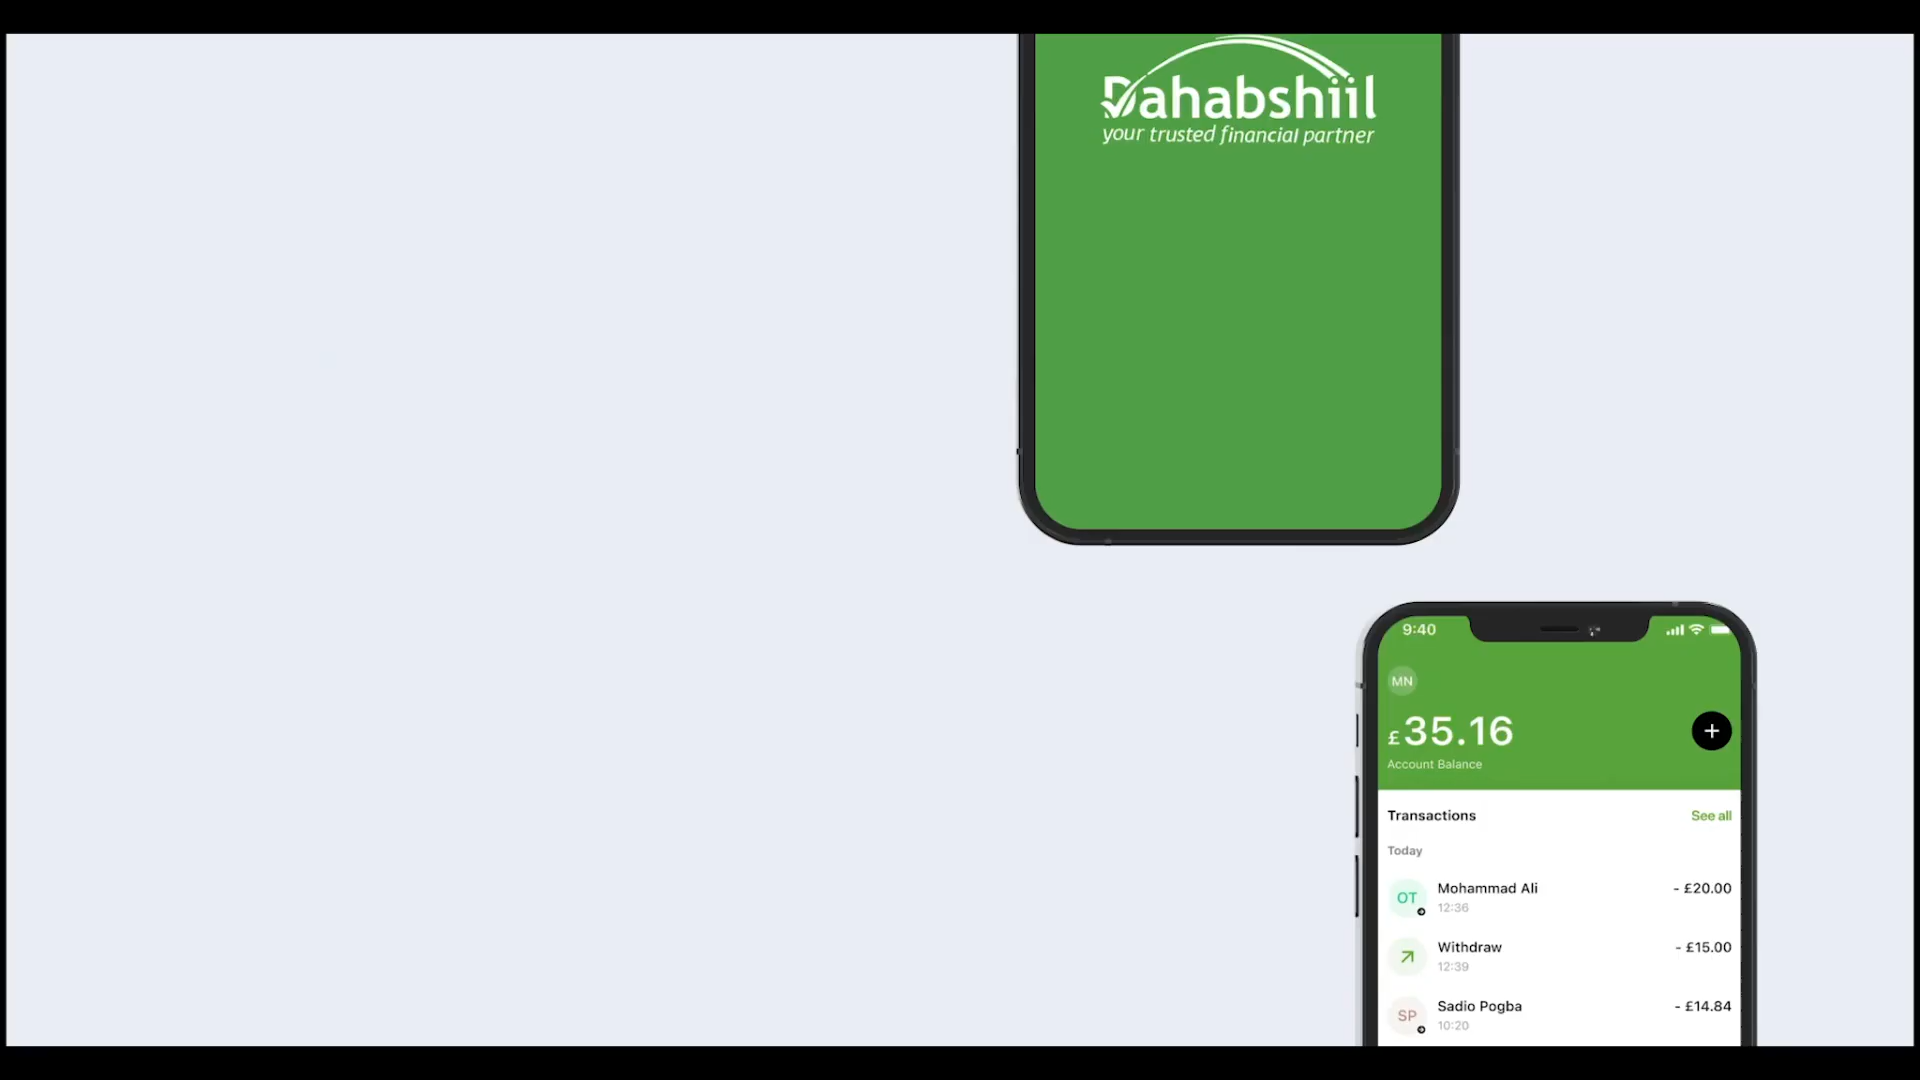 Dahabshiil
your trusted financial partner
9:40
MN
£35.16
Account Balance
Transactions See all
Today
OT Mohammad Ali - £20.00
12:36
Withdraw - £15.00
12:39
SP Sadio Pogba - £14.84
10:20